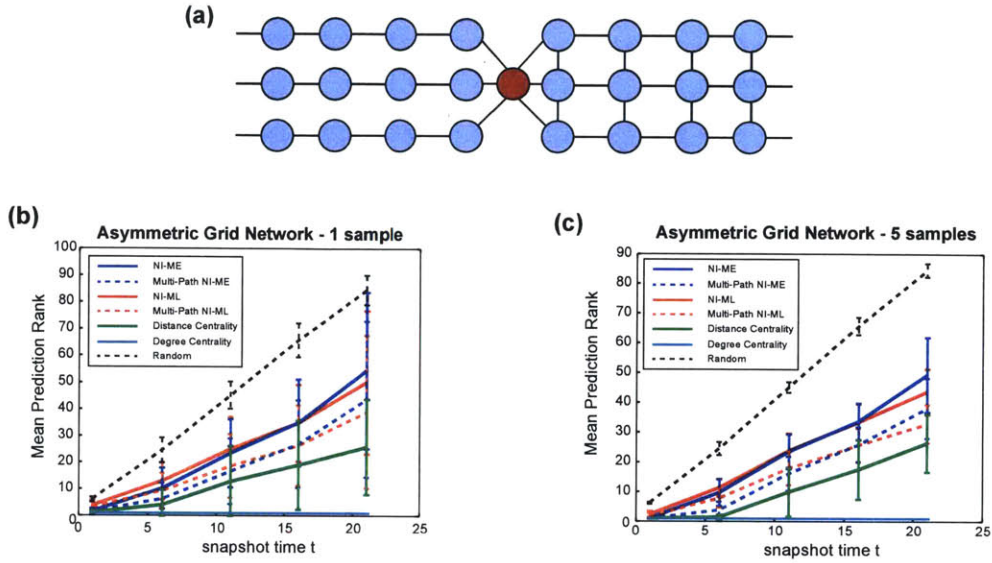 (a)
(b)
Asymmetric Grid Network - 1 sample
Mean Prediction Rank
100
90
80
70
60
50
40
30
20
10
0
NI-ME
Multi-Path NI-ME
NI-ML
Multi-Path NI-ML
Distance Centrality
Degree Centrality
Random
0 5 10 15 20 25
snapshot time t
(c)
Asymmetric Grid Network - 5 samples
Mean Prediction Rank
90
80
70
60
50
40
30
20
10
0
NI-ME
Multi-Path NI-ME
NI-ML
Multi-Path NI-ML
Distance Centrality
Degree Centrality
Random
0 5 10 15 20 25
snapshot time t